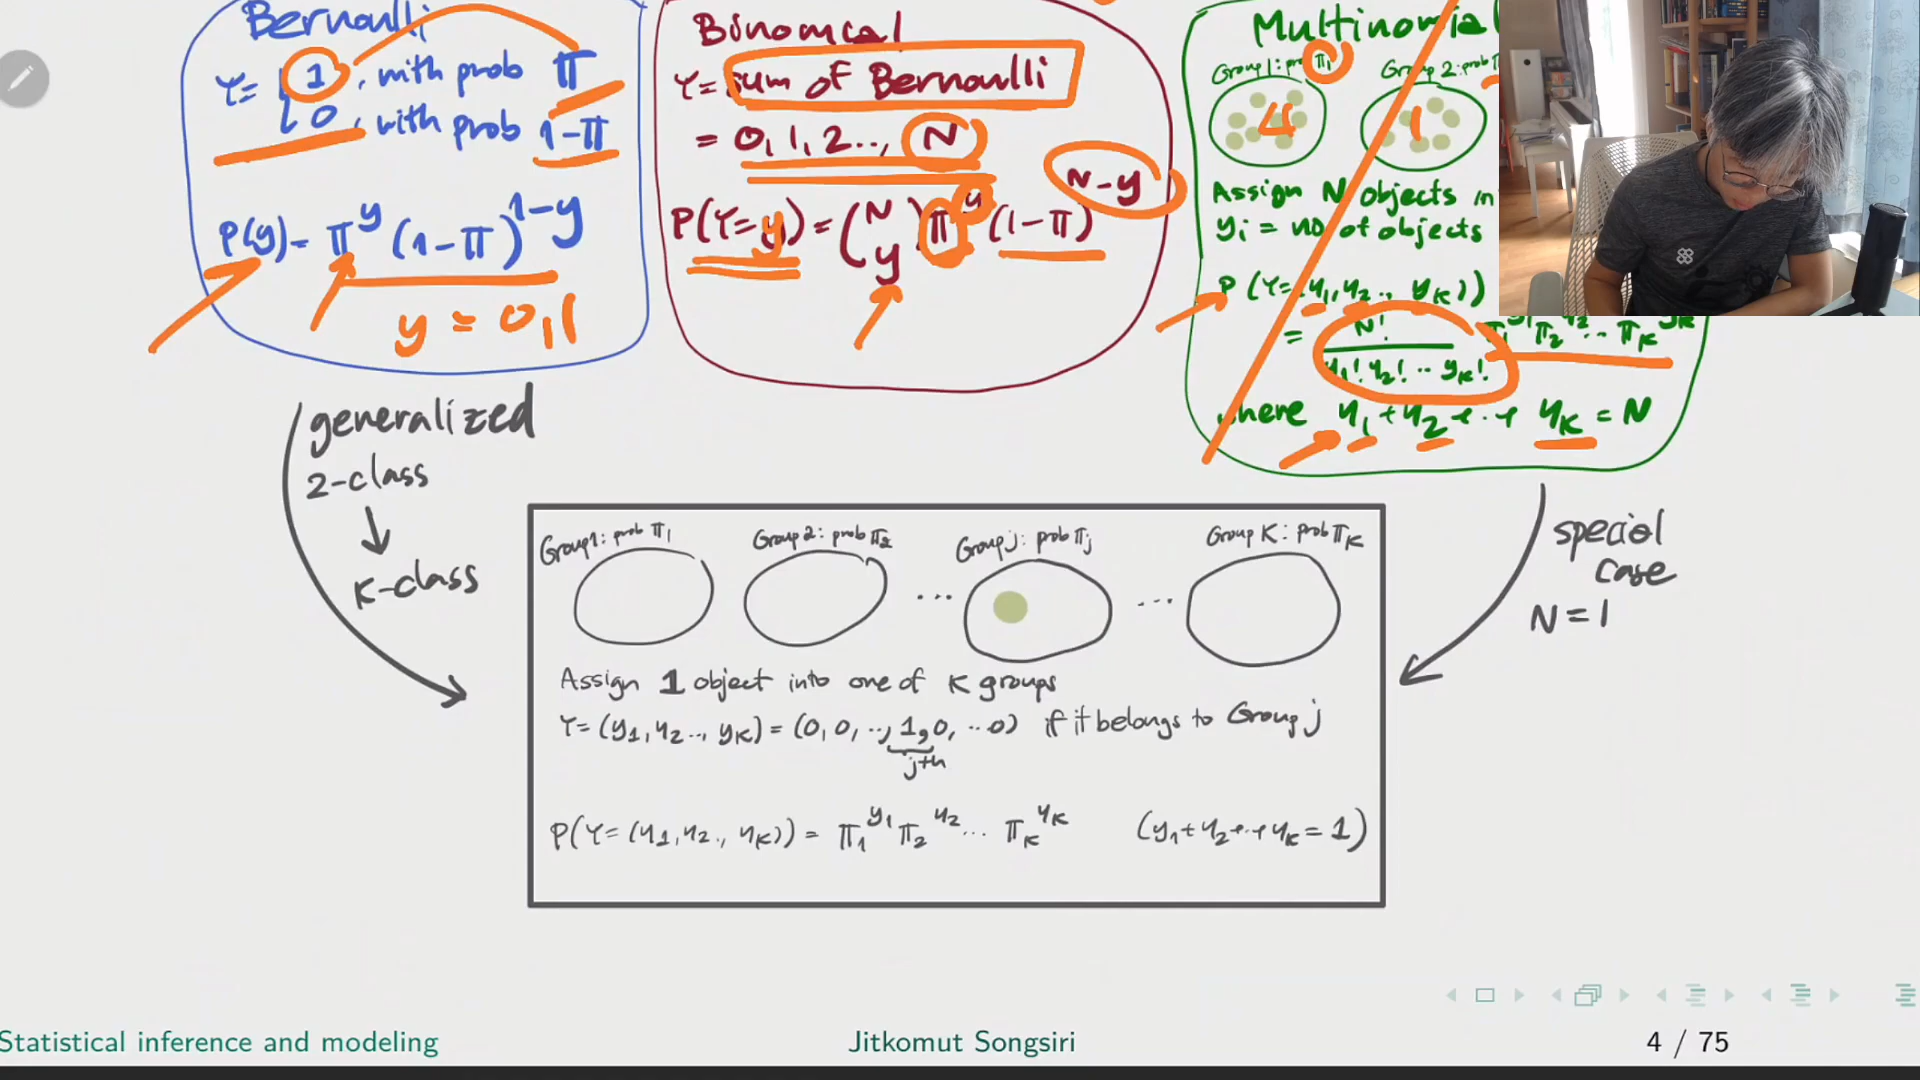 Bernoulli
Y = { 1 , with prob π
0 , with prob 1-π
P(y) = π^y (1-π)^{1-y}
y = 0,1
Binomial
Y = sum of Bernoulli
= 0, 1, 2.., N
P(Y=y) = (N y) π^y (1-π)^{N-y}
Multinomial
Group 1: prob π1
Group 2: prob
4
1
Assign N objects in
yi = no of objects
P (Y=(y1, y2.., yK))
= N! / y1! y2! ·· yK! π1^{y1} π2^{y2} .. πK^{yK}
where y1 + y2 + ·· + yK = N
generalized
2-class
↓
K-class
special
case
N = 1
Group 1: prob π1
Group 2: prob π2
Group j: prob πj
Group K: prob πK
...
...
Assign 1 object into one of K groups
Y = (y1, y2.., yK) = (0, 0, .., 1, 0, ··0) if it belongs to Group j
jth
P(Y = (y1, y2.., yK)) = π1^{y1} π2^{y2} ... πK^{yK} (y1 + y2 + ·· + yK = 1)
Statistical inference and modeling
Jitkomut Songsiri
4 / 75